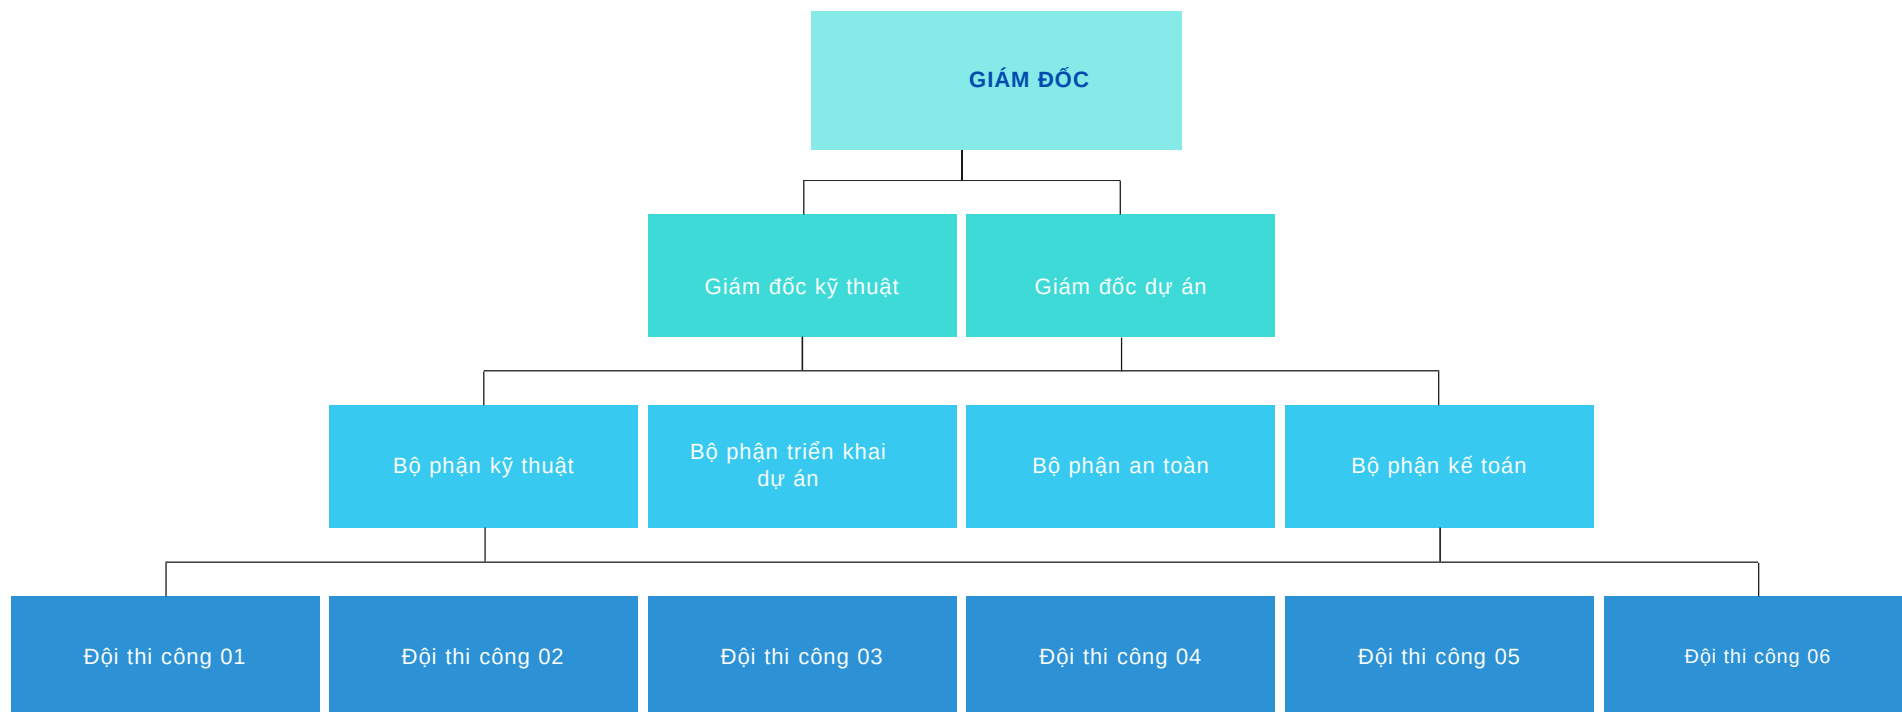 GIÁM ĐỐC
Giám đốc kỹ thuật
Giám đốc dự án
Bộ phận kỹ thuật
Bộ phận triển khai
dự án
Bộ phận an toàn
Bộ phận kế toán
Đội thi công 01
Đội thi công 02
Đội thi công 03
Đội thi công 04
Đội thi công 05
Đội thi công 06